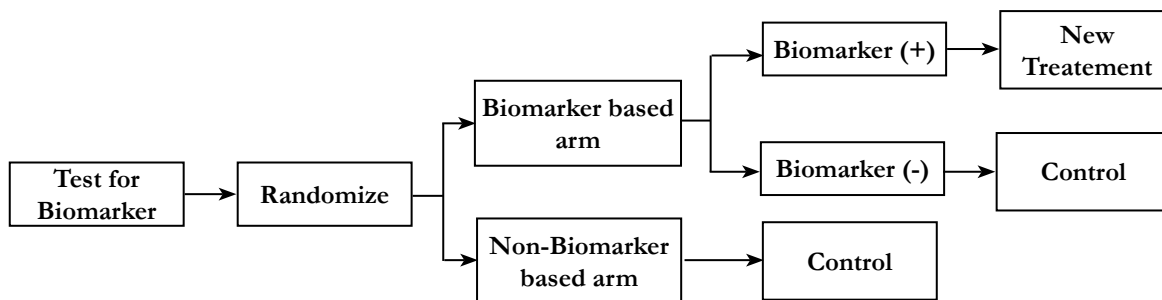 Test for
Biomarker
Randomize
Biomarker based
arm
Biomarker (+)
New
Treatement
Biomarker (-)
Control
Non-Biomarker
based arm
Control